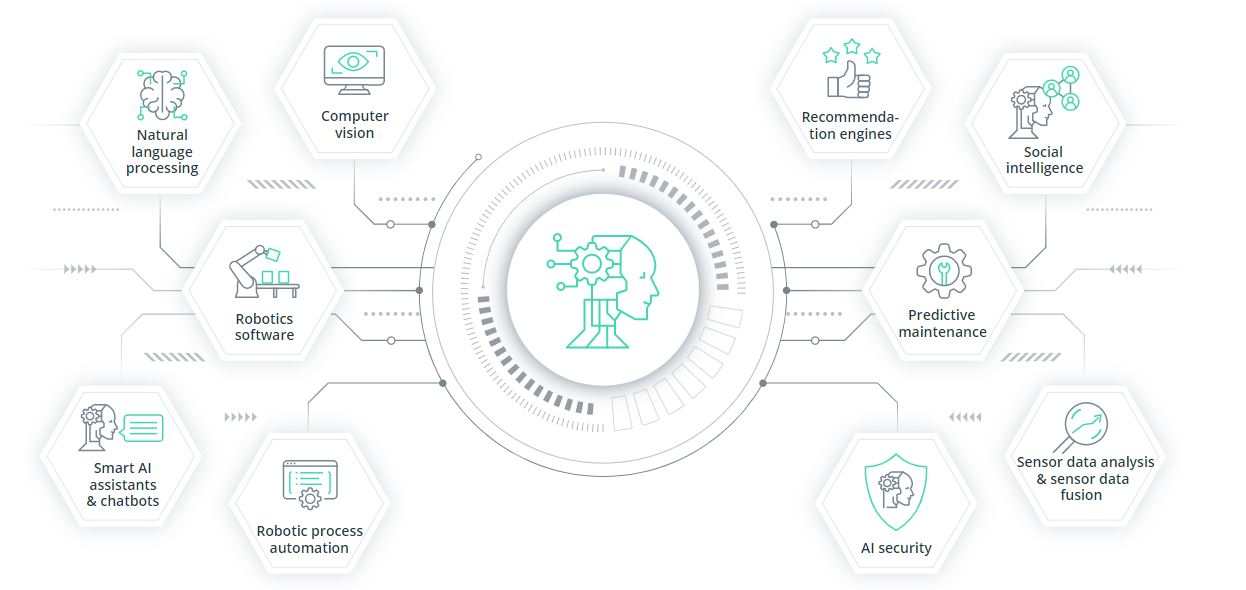 Natural
language
processing
Computer
vision
Recommenda-
tion engines
Social
intelligence
Robotics
software
Predictive
maintenance
Smart AI
assistants
& chatbots
Robotic process
automation
AI security
Sensor data analysis
& sensor data
fusion